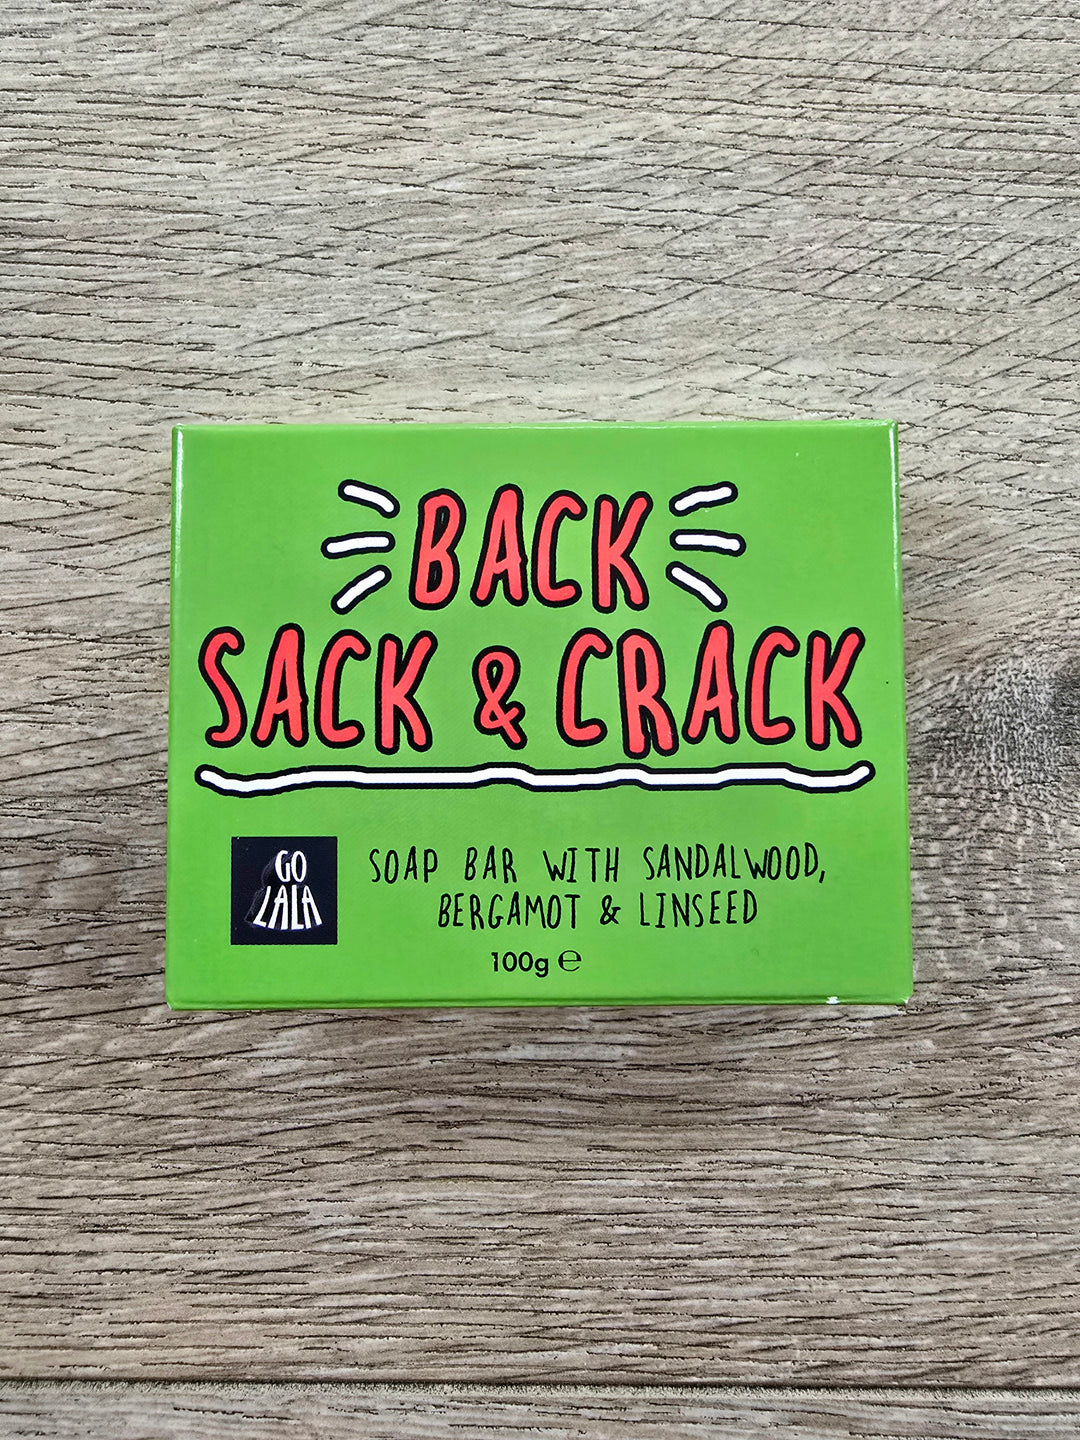 BACK
SACK & CRACK
GO
LALA
SOAP BAR WITH SANDALWOOD,
BERGAMOT & LINSEED
100g ℮